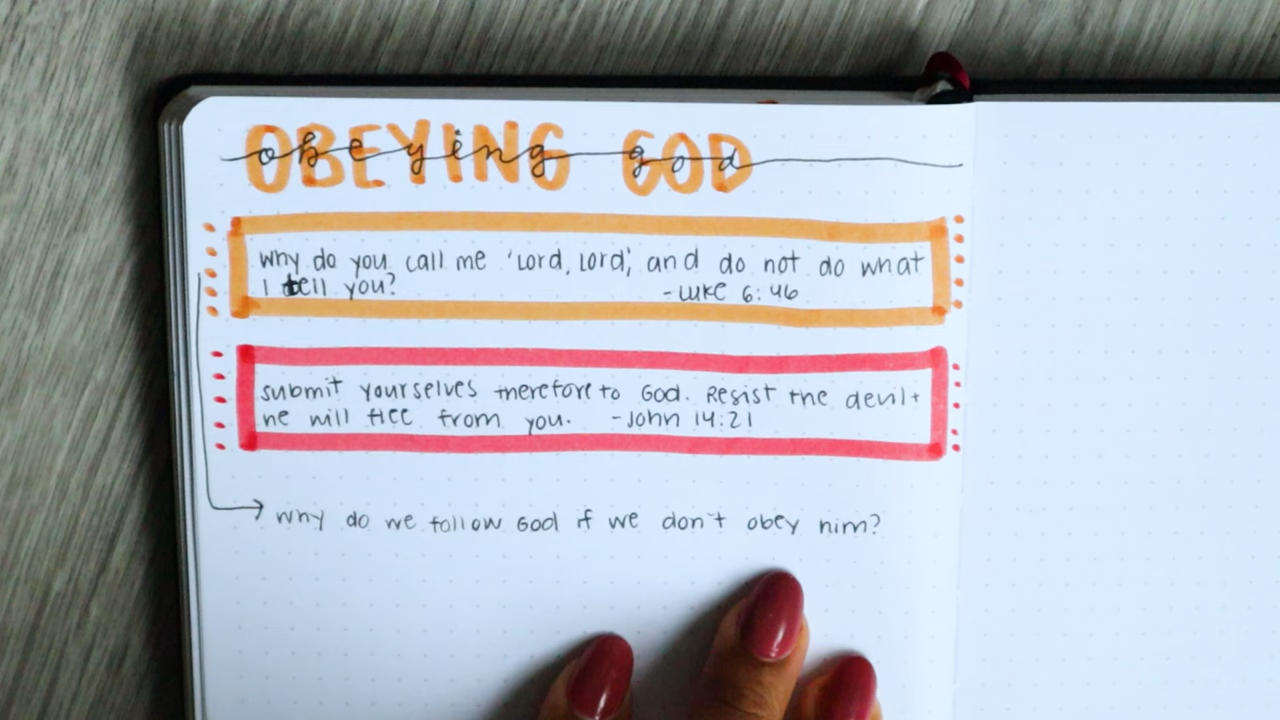 OBEYING GOD
obeying god
why do you call me 'Lord, Lord', and do not do what
I tell you?
-Luke 6:46
submit yourselves therefore to God. Resist the devil +
he will flee from you. -John 14:21
why do we follow God if we don't obey him?